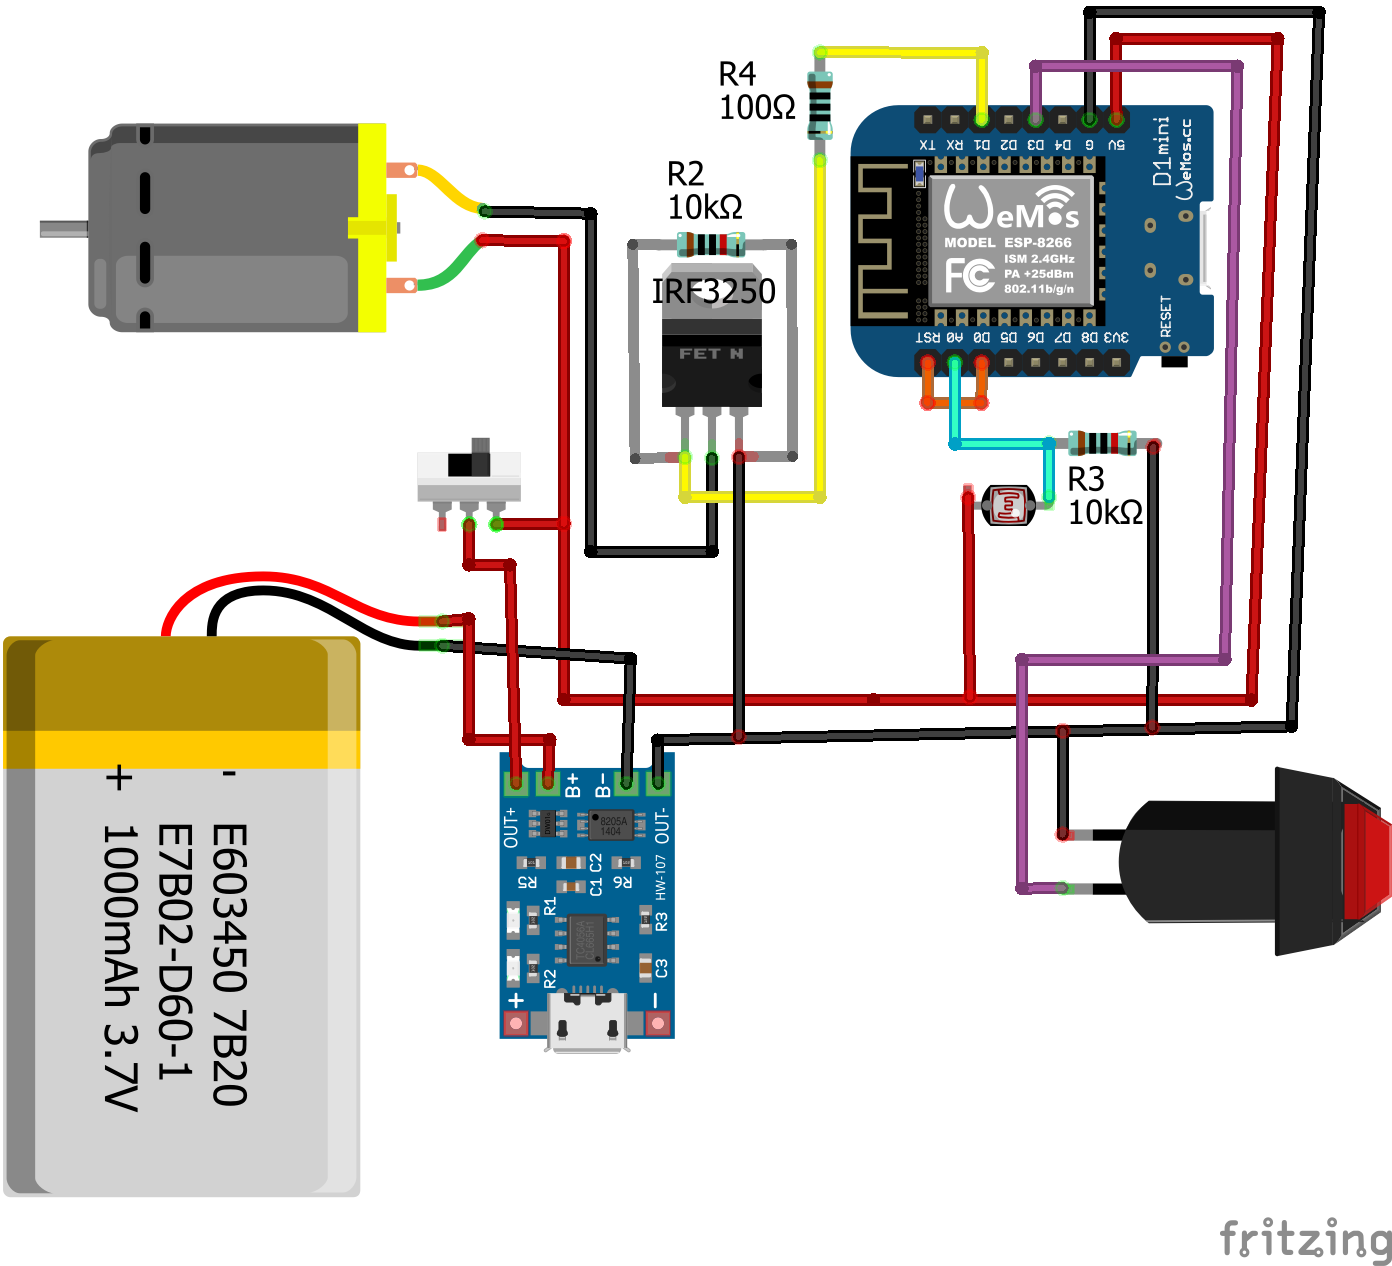 R4
100Ω
R2
10kΩ
IRF3250
FET N
TX
RX
D1
D2
D3
D4
G
5V
D1mini
WeMos.cc
WeMos
MODEL ESP-8266
ISM 2.4GHz
PA +25dBm
802.11b/g/n
FC
RESET
RST
A0
D0
D5
D6
D7
D8
3V3
R3
10kΩ
- E603450 7B20
E7B02-D60-1
+ 1000mAh 3.7V
OUT+
B+
B-
OUT-
8205A
1404
R5
C2
C1
R6
HW-107
R1
R3
R2
C3
+
-
fritzing